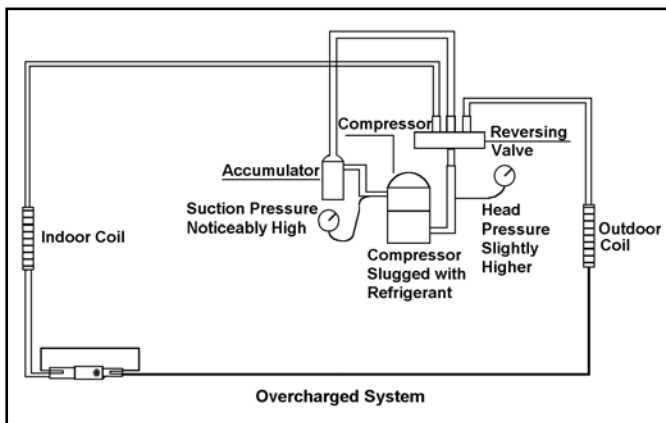 Compressor
Reversing
Valve
Accumulator
Suction Pressure
Noticeably High
Head
Pressure
Slightly
Higher
Indoor Coil
Outdoor
Coil
Compressor
Slugged with
Refrigerant
Overcharged System